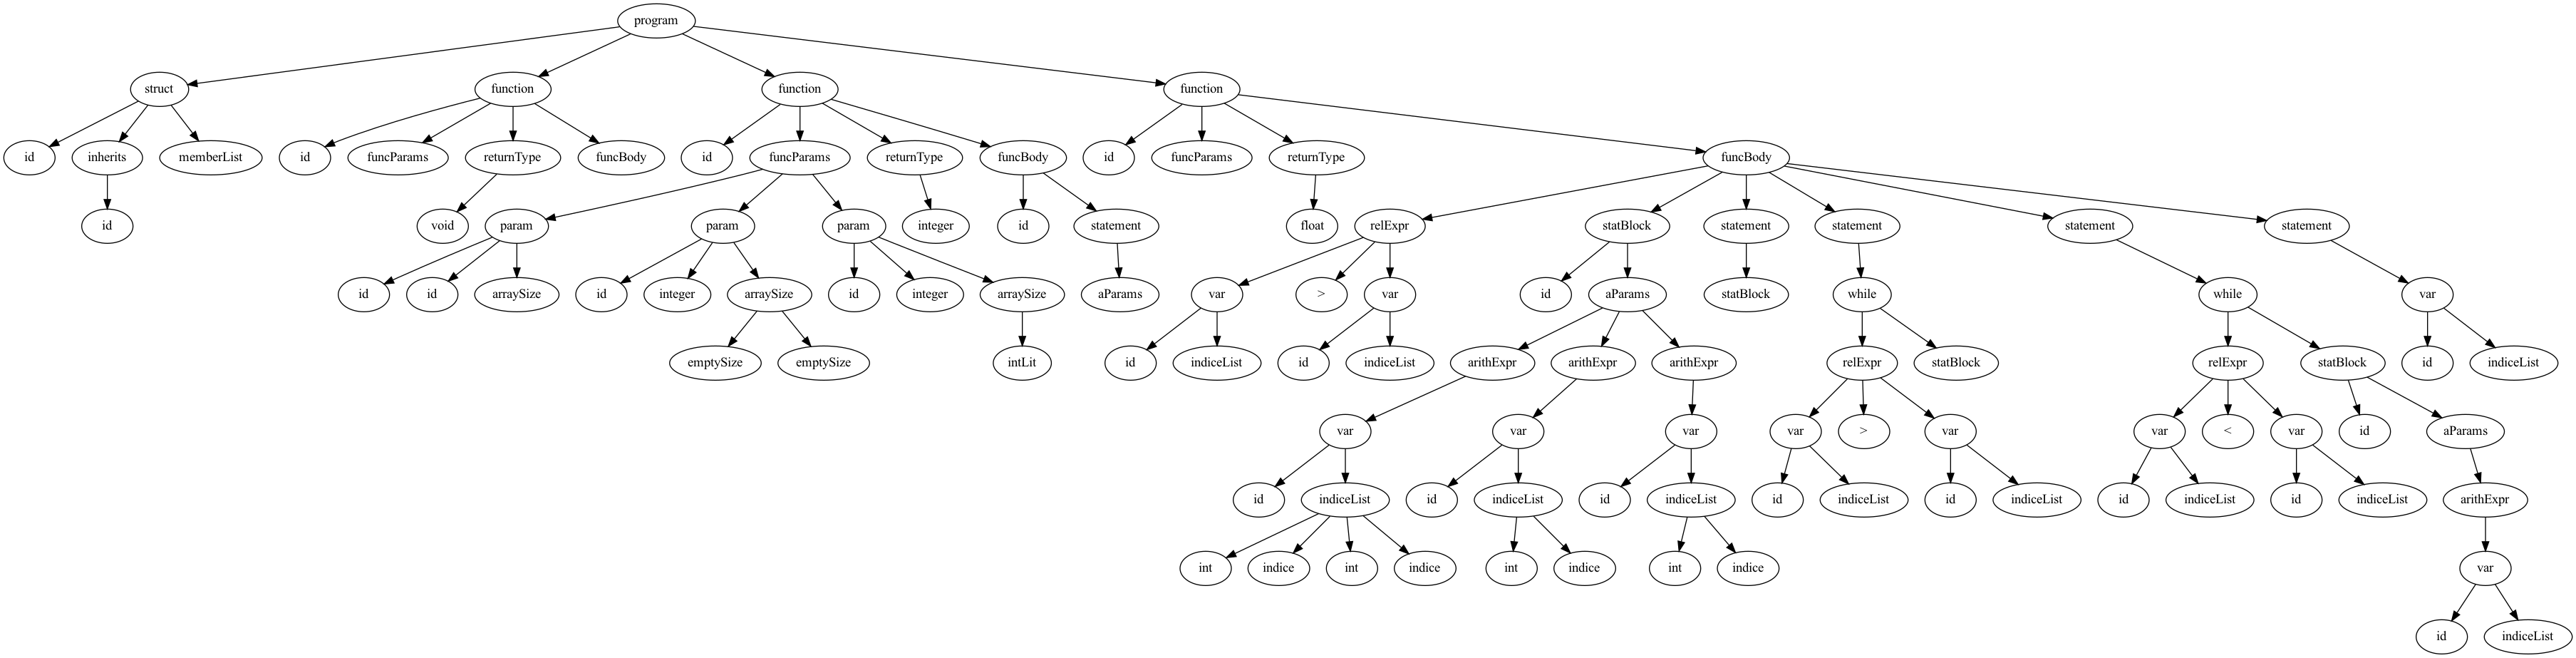 program
struct function function function
id inherits memberList id funcParams returnType funcBody id funcParams returnType funcBody id funcParams returnType funcBody
id void param param param integer id statement float relExpr statBlock statement statement statement statement
id id arraySize id integer arraySize id integer arraySize aParams var > var id aParams statBlock while while var
emptySize emptySize intLit id indiceList id indiceList arithExpr arithExpr arithExpr relExpr statBlock relExpr statBlock id indiceList
var var var var > var var < var id aParams
id indiceList id indiceList id indiceList id indiceList id indiceList id indiceList id indiceList arithExpr
int indice int indice int indice int indice var
id indiceList